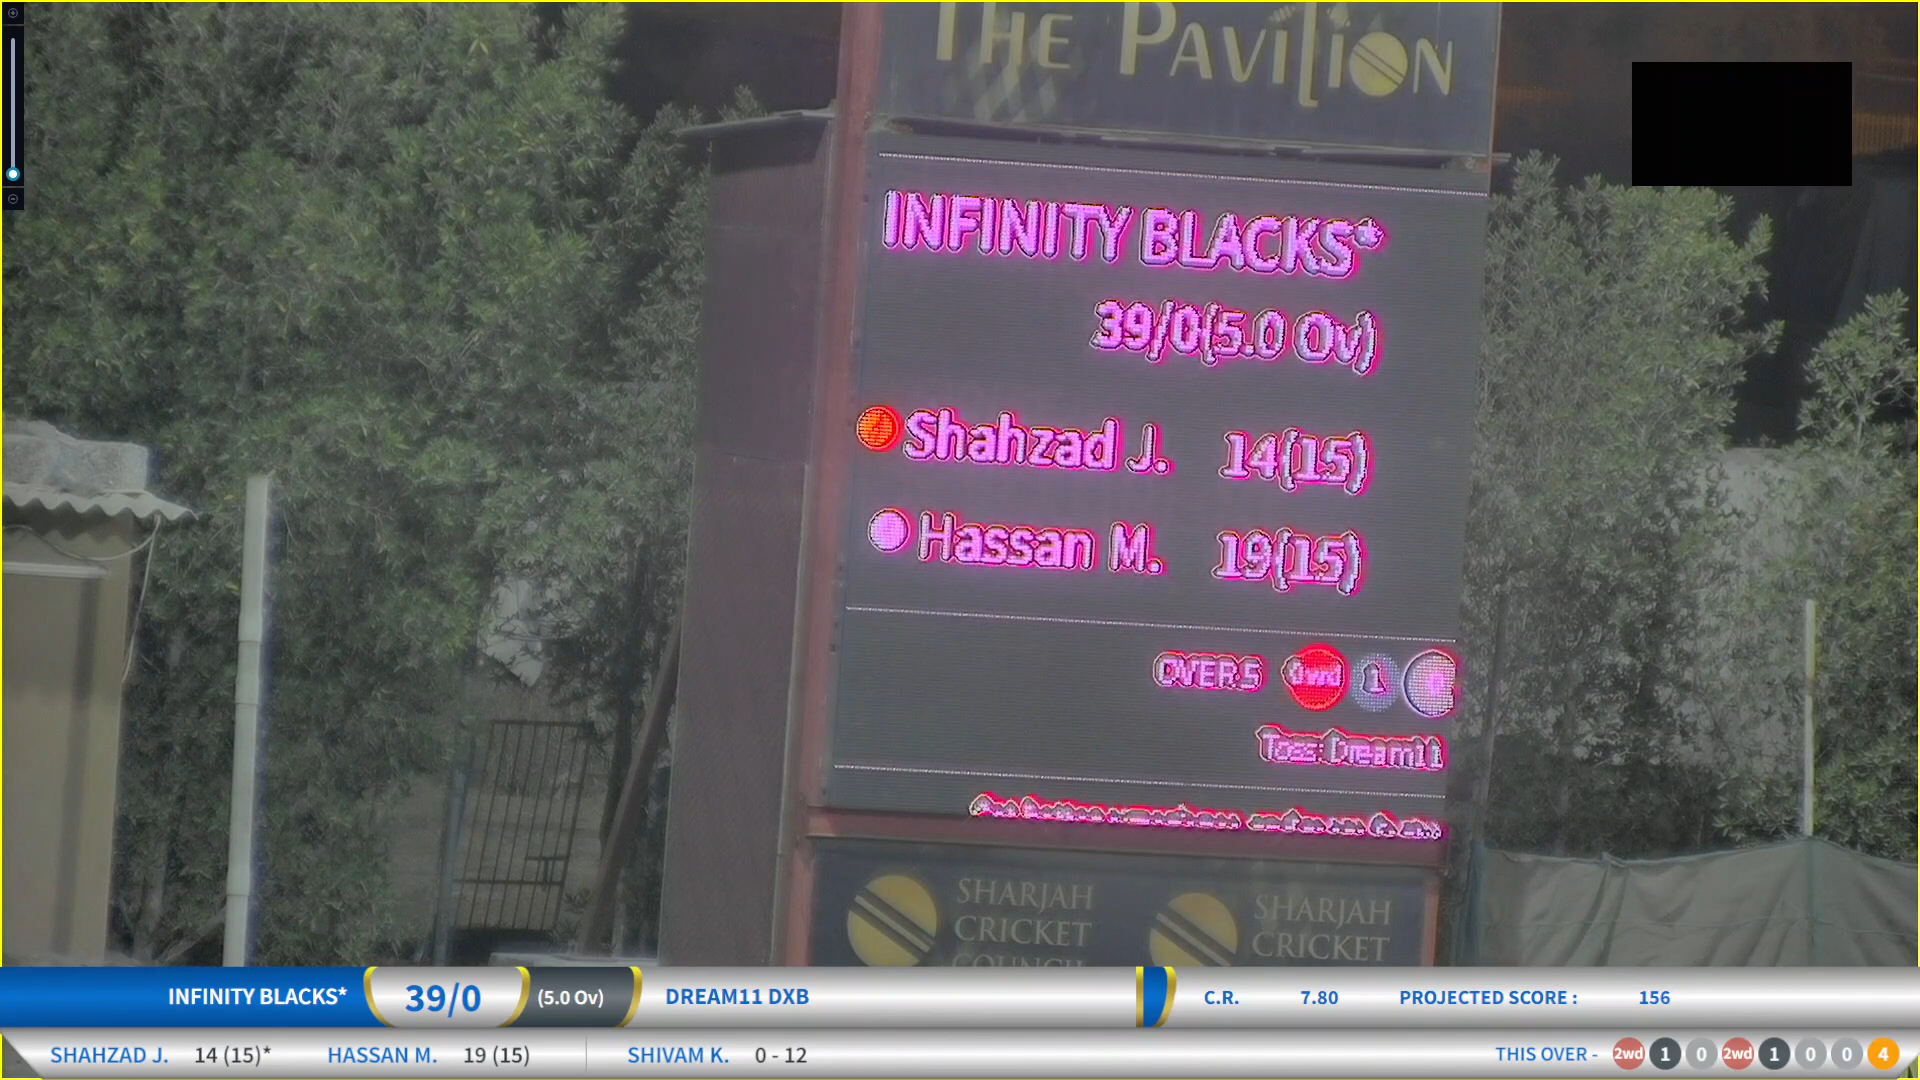 THE PAVILION
INFINITY BLACKS*
39/0(5.0 Ov)
Shahzad J. 14(15)
Hassan M. 19(15)
OVER 5 1
Toss: Dream11
SHARJAH CRICKET COUNCIL
SHARJAH CRICKET
INFINITY BLACKS* 39/0 (5.0 Ov) DREAM11 DXB C.R. 7.80 PROJECTED SCORE : 156
SHAHZAD J. 14 (15)* HASSAN M. 19 (15) SHIVAM K. 0 - 12 THIS OVER - 2wd 1 0 2wd 1 0 0 4